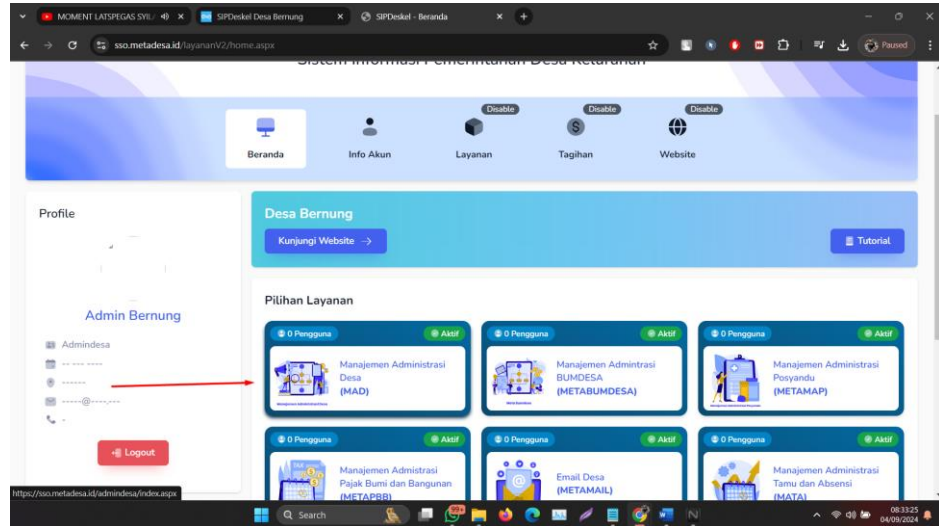 MOMENT LATSPEGAS SYIL
SIPDeskel Desa Bernung
SIPDeskel - Beranda
sso.metadesa.id/layananV2/home.aspx
Paused
Sistem Informasi Pemerintahan Desa Kelurahan
Disable
Disable
Disable
Beranda
Info Akun
Layanan
Tagihan
Website
Profile
Admin Bernung
Admindesa
-- --- ----
------
-----@----.---
-
Logout
Desa Bernung
Kunjungi Website →
Tutorial
Pilihan Layanan
0 Pengguna
Aktif
Manajemen Administrasi
Desa
(MAD)
0 Pengguna
Aktif
Manajemen Admintrasi
BUMDESA
(METABUMDESA)
0 Pengguna
Aktif
Manajemen Administrasi
Posyandu
(METAMAP)
0 Pengguna
Aktif
Manajemen Admistrasi
Pajak Bumi dan Bangunan
(METAPBB)
0 Pengguna
Aktif
Email Desa
(METAMAIL)
0 Pengguna
Aktif
Manajemen Administrasi
Tamu dan Absensi
(MATA)
https://sso.metadesa.id/admindesa/index.aspx
Search
99+
08:33:25
04/09/2024